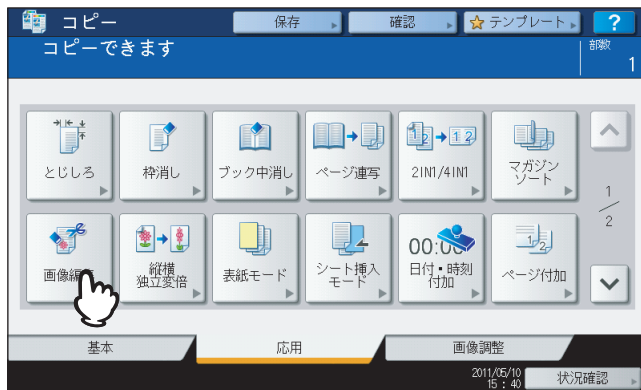 コピー
保存
確認
テンプレート
?
コピーできます
部数
1
とじしろ
枠消し
ブック中消し
ページ連写
2IN1/4IN1
マガジン
ソート
1
2
画像編
縦横
独立変倍
表紙モード
シート挿入
モード
00:00
日付・時刻
付加
ページ付加
基本
応用
画像調整
2011/05/10
15:40
状況確認